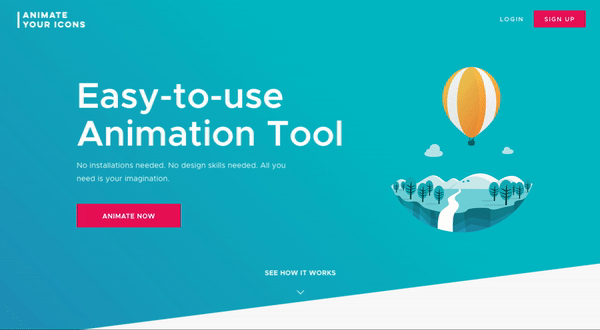 ANIMATE
YOUR ICONS
LOGIN
SIGN UP
Easy-to-use
Animation Tool
No installations needed. No design skills needed. All you
need is your imagination.
ANIMATE NOW
SEE HOW IT WORKS